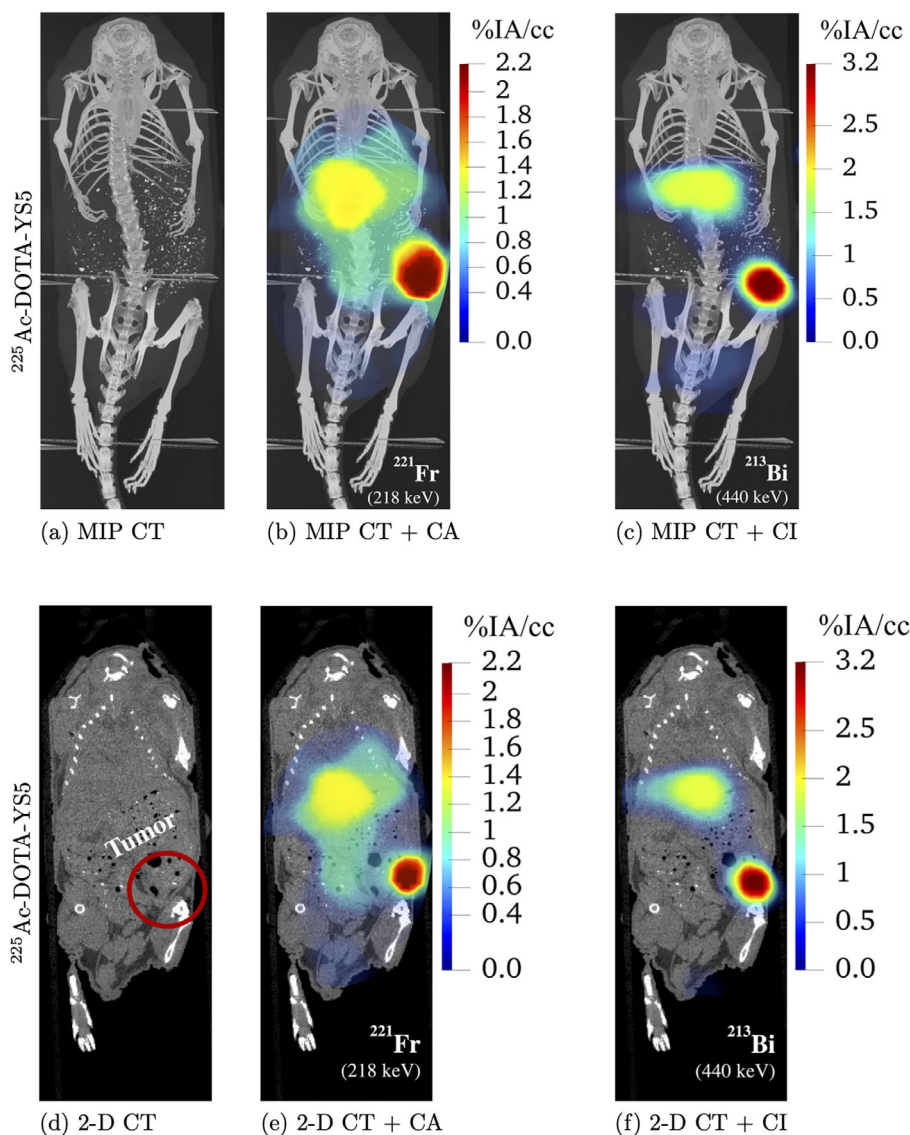 %IA/cc
2.2
2
1.8
1.6
1.4
1.2
1
0.8
0.6
0.4
0.0
%IA/cc
3.2
2.5
2
1.5
1
0.5
0.0
225Ac-DOTA-YS5
221Fr
(218 keV)
213Bi
(440 keV)
(a) MIP CT
(b) MIP CT + CA
(c) MIP CT + CI
%IA/cc
2.2
2
1.8
1.6
1.4
1.2
1
0.8
0.6
0.4
0.0
%IA/cc
3.2
2.5
2
1.5
1
0.5
0.0
225Ac-DOTA-YS5
Tumor
221Fr
(218 keV)
213Bi
(440 keV)
(d) 2-D CT
(e) 2-D CT + CA
(f) 2-D CT + CI